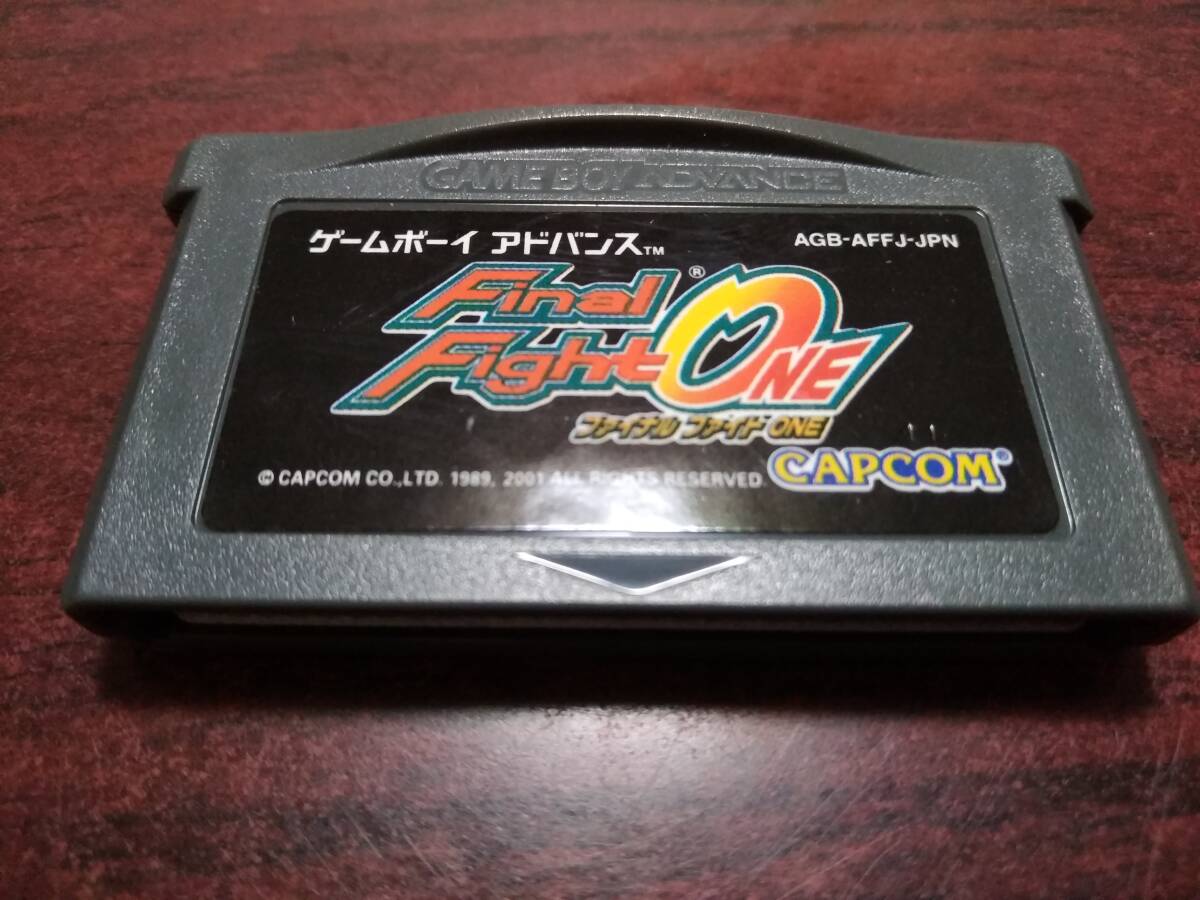 GAME BOY ADVANCE
ゲームボーイ アドバンス™
AGB-AFFJ-JPN
Final®
Fight ONE
ファイナル ファイト ONE
© CAPCOM CO.,LTD. 1989, 2001 ALL RIGHTS RESERVED.
CAPCOM®
11